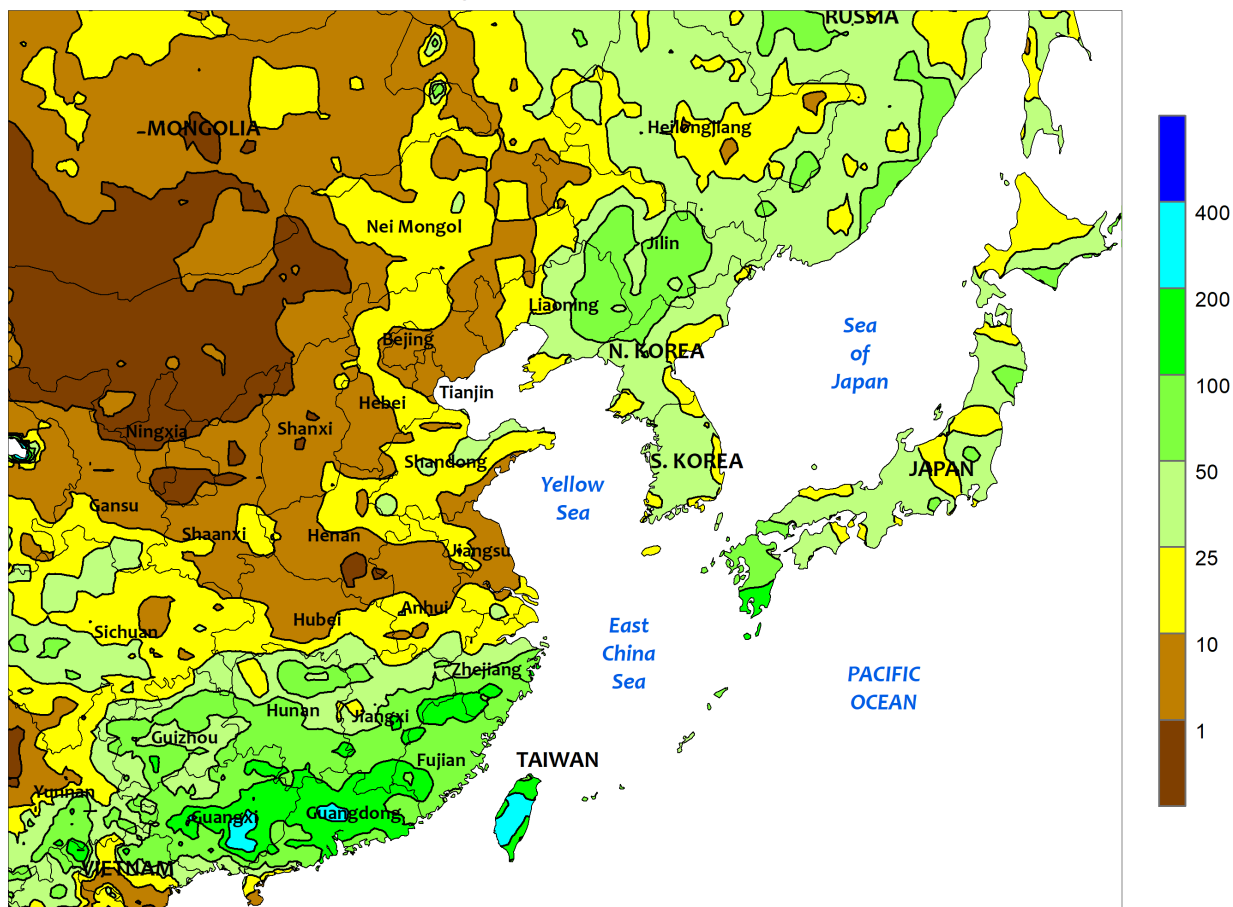 RUSSIA
MONGOLIA
Heilongjiang
Nei Mongol
Jilin
Liaoning
Bejing
N. KOREA
Sea
of
Japan
Tianjin
Hebei
Ningxia
Shanxi
Shandong
S. KOREA
JAPAN
Yellow
Sea
Gansu
Shaanxi
Henan
Jiangsu
Anhui
Hubei
Sichuan
East
China
Sea
Zhejiang
PACIFIC
OCEAN
Hunan
Jiangxi
Guizhou
Fujian
TAIWAN
Yunnan
Guangxi
Guangdong
VIETNAM
400
200
100
50
25
10
1